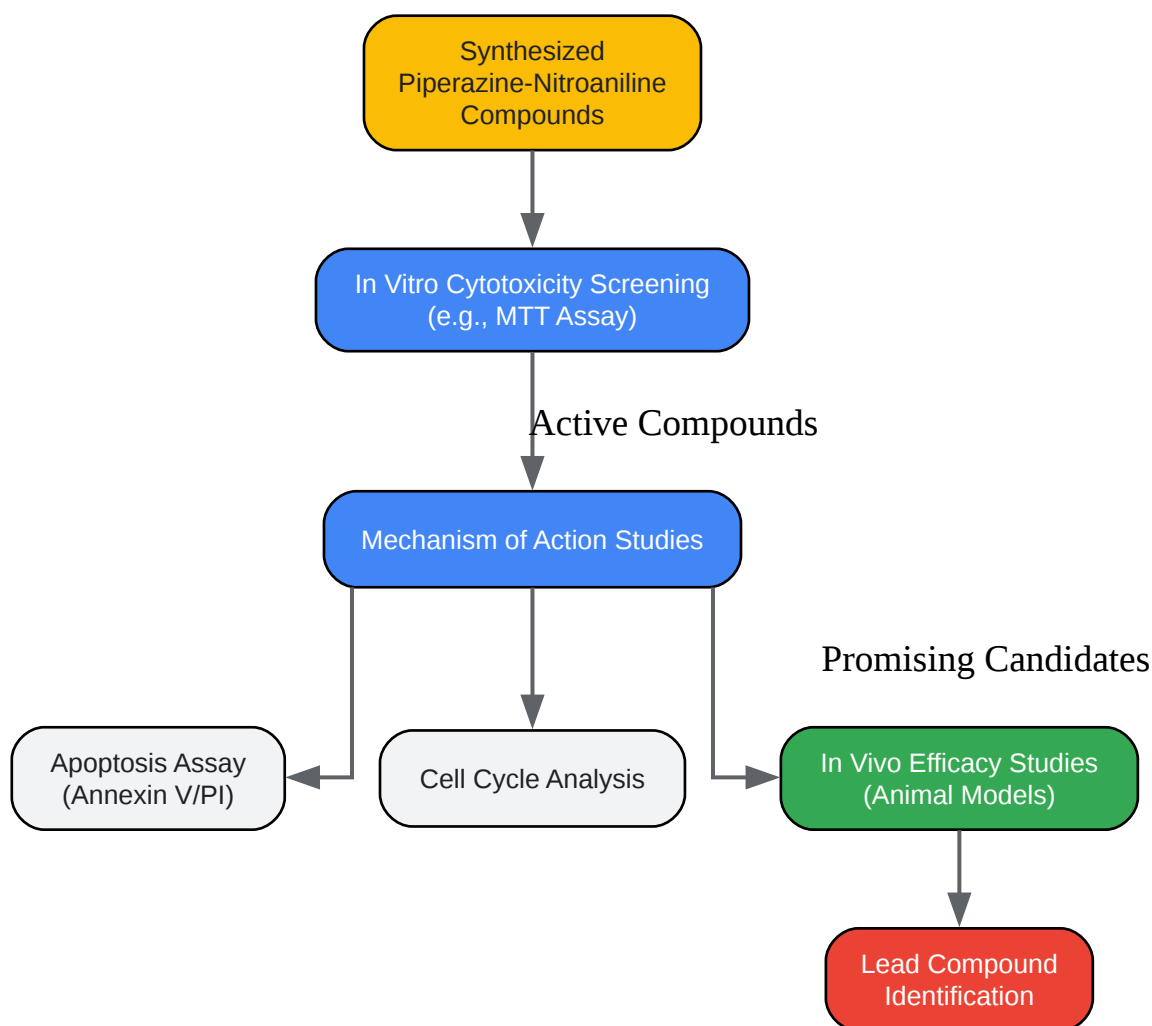 Synthesized
Piperazine-Nitroaniline
Compounds
In Vitro Cytotoxicity Screening
(e.g., MTT Assay)
Active Compounds
Mechanism of Action Studies
Promising Candidates
Apoptosis Assay
(Annexin V/PI)
Cell Cycle Analysis
In Vivo Efficacy Studies
(Animal Models)
Lead Compound
Identification